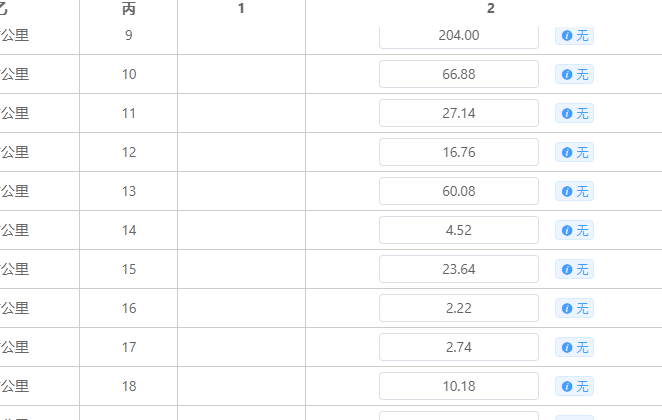 乙 丙 1 2
公里 9 204.00 无
公里 10 66.88 无
公里 11 27.14 无
公里 12 16.76 无
公里 13 60.08 无
公里 14 4.52 无
公里 15 23.64 无
公里 16 2.22 无
公里 17 2.74 无
公里 18 10.18 无